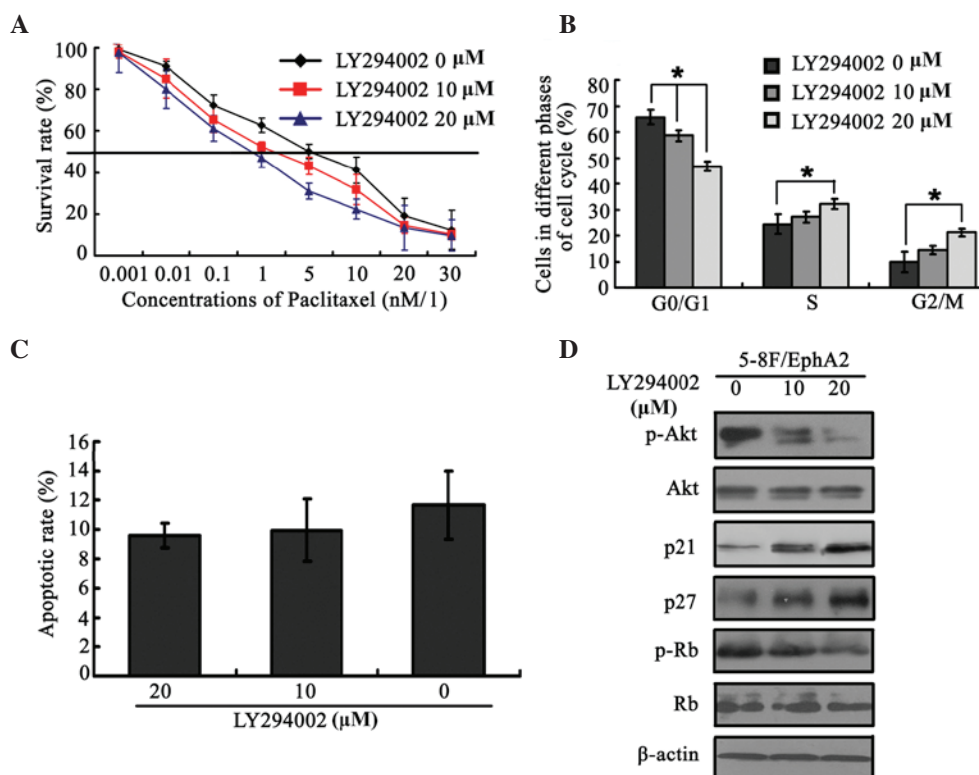 A
Survival rate (%)
100
80
60
40
20
0
LY294002 0 μM
LY294002 10 μM
LY294002 20 μM
0.001 0.01 0.1 1 5 10 20 30
Concentrations of Paclitaxel (nM/1)
B
Cells in different phases
of cell cycle (%)
80
70
60
50
40
30
20
10
0
LY294002 0 μM
LY294002 10 μM
LY294002 20 μM
*
*
*
G0/G1 S G2/M
C
Apoptotic rate (%)
16
14
12
10
8
6
4
2
0
20 10 0
LY294002 (μM)
D
5-8F/EphA2
LY294002 0 10 20
(μM)
p-Akt
Akt
p21
p27
p-Rb
Rb
β-actin